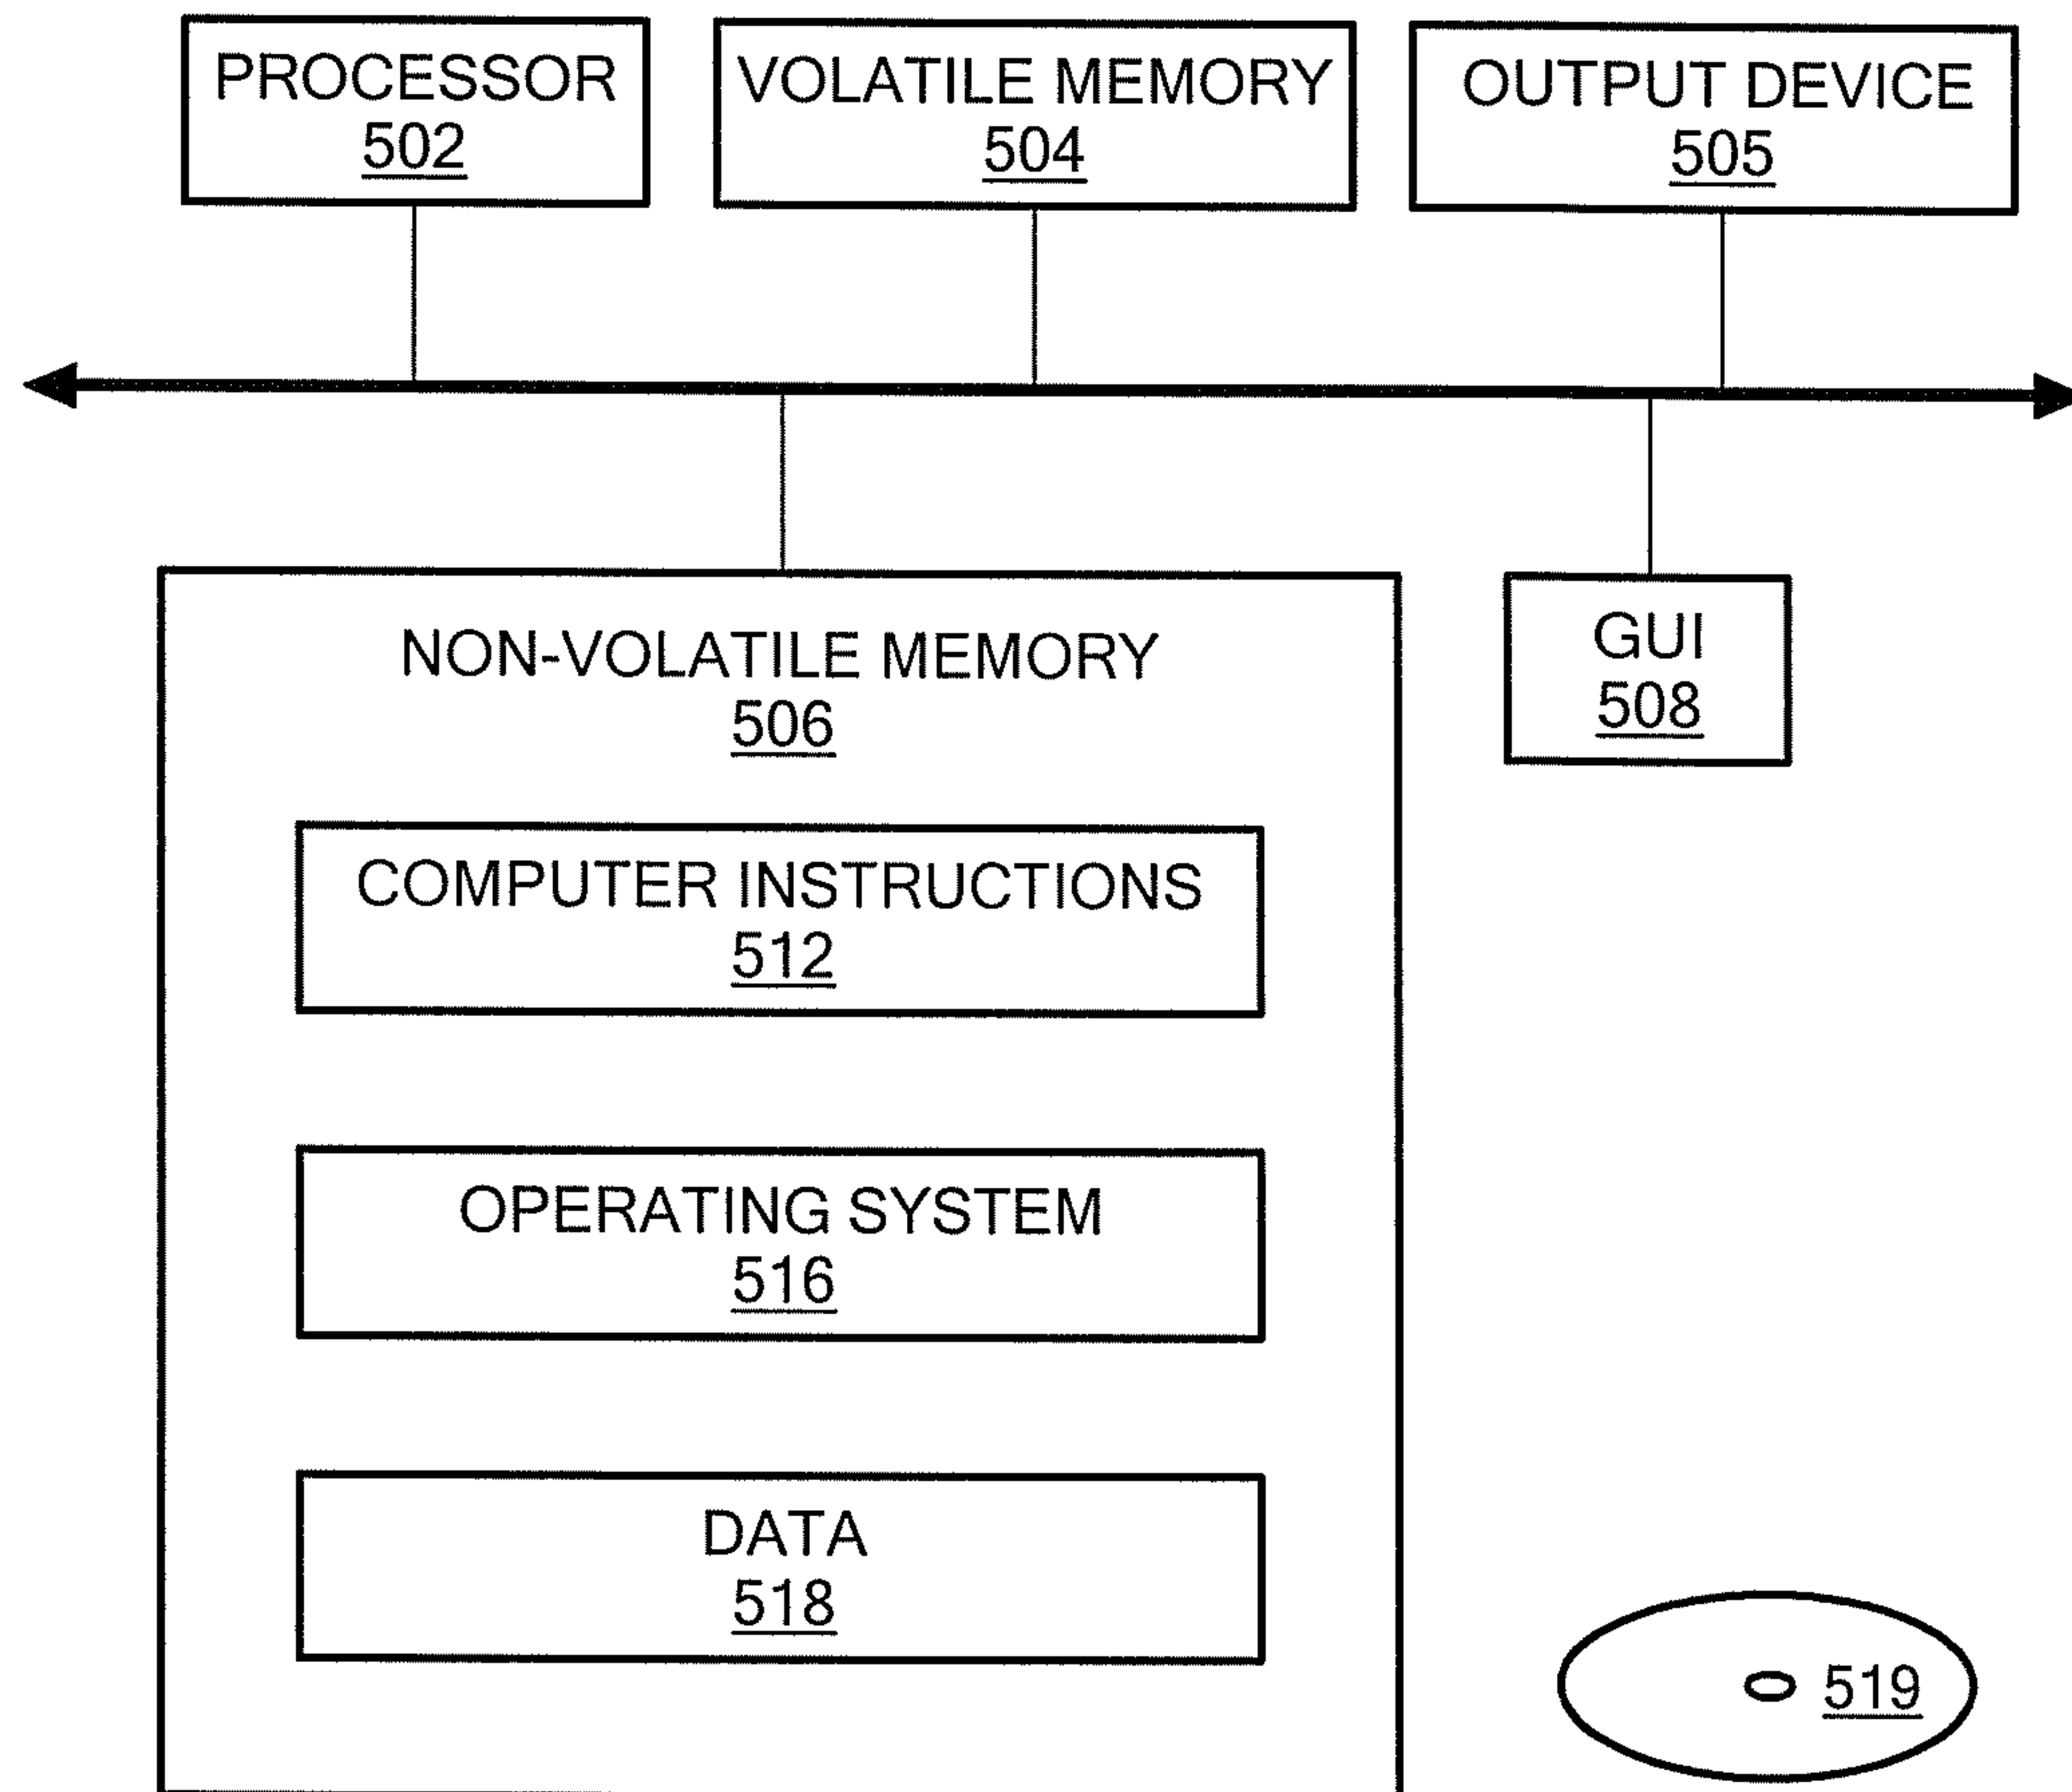 PROCESSOR
502
VOLATILE MEMORY
504
OUTPUT DEVICE
505
NON-VOLATILE MEMORY
506
GUI
508
COMPUTER INSTRUCTIONS
512
OPERATING SYSTEM
516
DATA
518
519